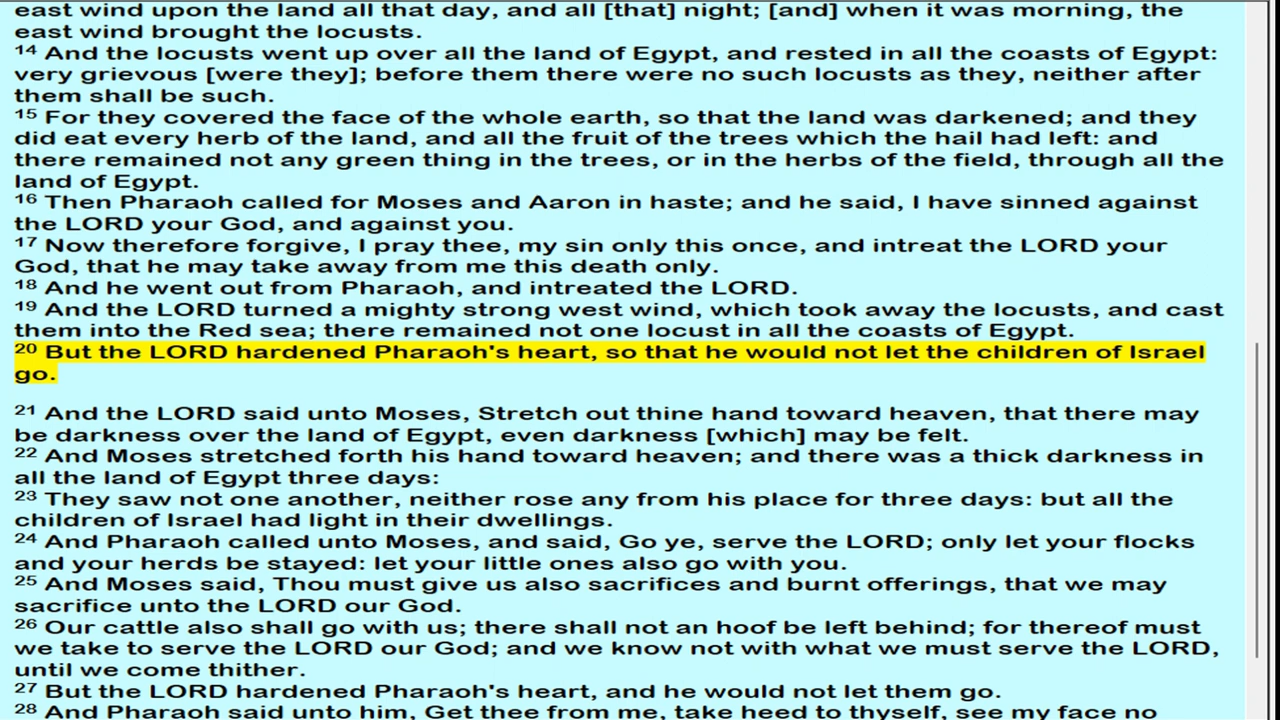 east wind upon the land all that day, and all [that] night; [and] when it was morning, the
east wind brought the locusts.
14 And the locusts went up over all the land of Egypt, and rested in all the coasts of Egypt:
very grievous [were they]; before them there were no such locusts as they, neither after
them shall be such.
15 For they covered the face of the whole earth, so that the land was darkened; and they
did eat every herb of the land, and all the fruit of the trees which the hail had left: and
there remained not any green thing in the trees, or in the herbs of the field, through all the
land of Egypt.
16 Then Pharaoh called for Moses and Aaron in haste; and he said, I have sinned against
the LORD your God, and against you.
17 Now therefore forgive, I pray thee, my sin only this once, and intreat the LORD your
God, that he may take away from me this death only.
18 And he went out from Pharaoh, and intreated the LORD.
19 And the LORD turned a mighty strong west wind, which took away the locusts, and cast
them into the Red sea; there remained not one locust in all the coasts of Egypt.
20 But the LORD hardened Pharaoh's heart, so that he would not let the children of Israel
go.
21 And the LORD said unto Moses, Stretch out thine hand toward heaven, that there may
be darkness over the land of Egypt, even darkness [which] may be felt.
22 And Moses stretched forth his hand toward heaven; and there was a thick darkness in
all the land of Egypt three days:
23 They saw not one another, neither rose any from his place for three days: but all the
children of Israel had light in their dwellings.
24 And Pharaoh called unto Moses, and said, Go ye, serve the LORD; only let your flocks
and your herds be stayed: let your little ones also go with you.
25 And Moses said, Thou must give us also sacrifices and burnt offerings, that we may
sacrifice unto the LORD our God.
26 Our cattle also shall go with us; there shall not an hoof be left behind; for thereof must
we take to serve the LORD our God; and we know not with what we must serve the LORD,
until we come thither.
27 But the LORD hardened Pharaoh's heart, and he would not let them go.
28 And Pharaoh said unto him, Get thee from me, take heed to thyself, see my face no